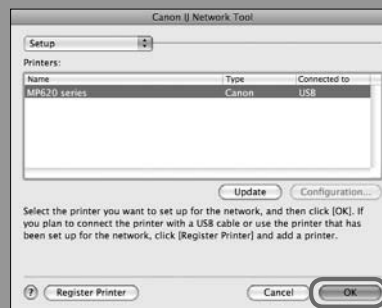 Canon IJ Network Tool
Setup
Printers:
Name Type Connected to
MP620 series Canon USB
Update Configuration...
Select the printer you want to set up for the network, and then click [OK]. If
you plan to connect the printer with a USB cable or use the printer that has
been set up for the network, click [Register Printer] and add a printer.
? Register Printer Cancel OK